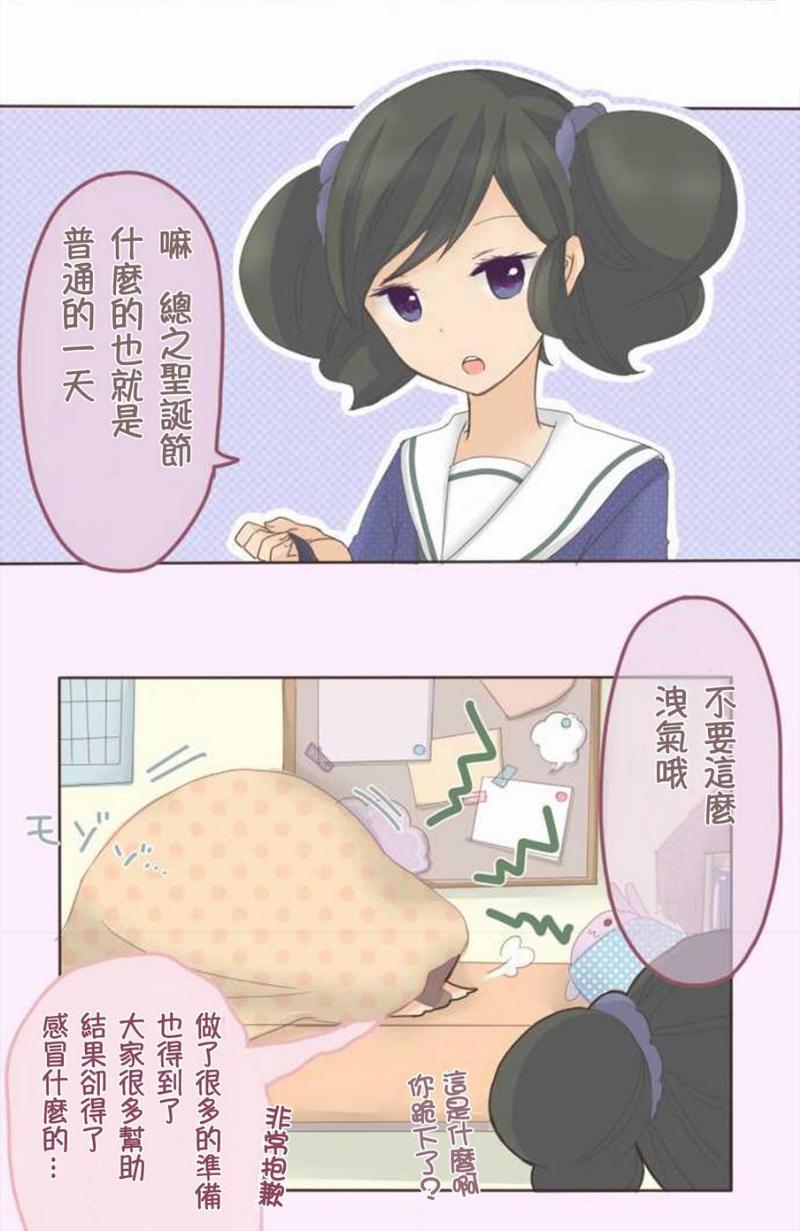 嘛 總之聖誕節
什麼的也就是
普通的一天
不要這麼
洩氣哦
モゾ
ゾ…
這是什麼啊
你跪下了？
非常抱歉
做了很多的準備
也得到了
大家很多幫助
結果卻得了
感冒什麼的…